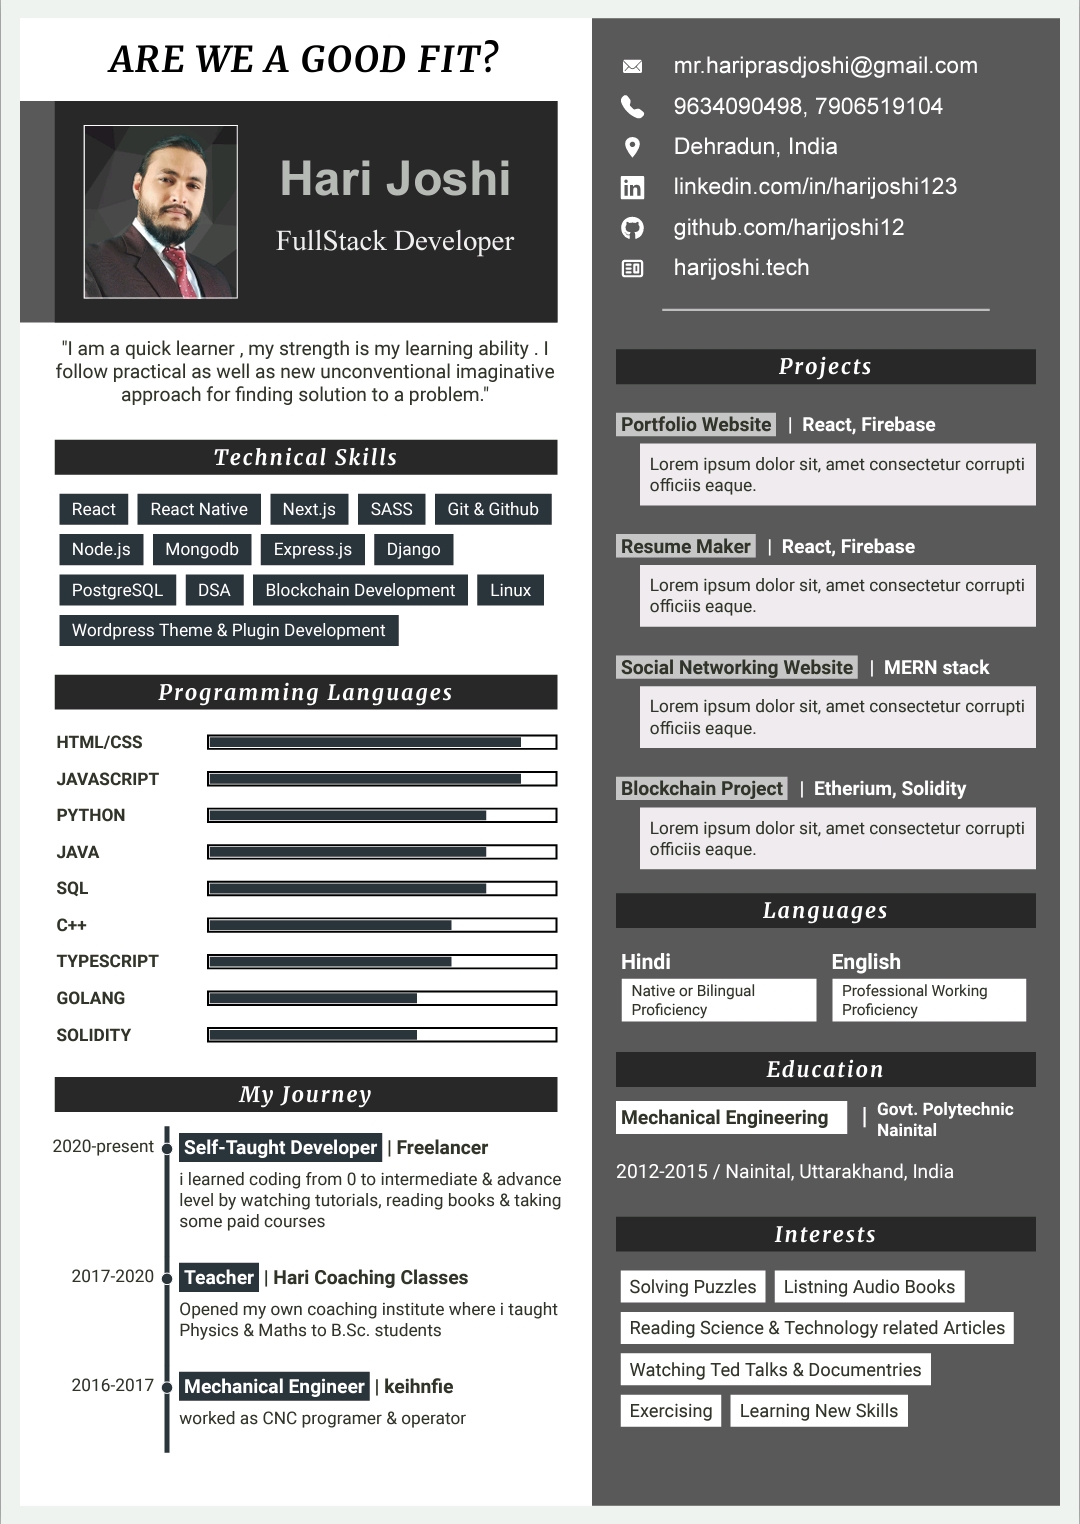 ARE WE A GOOD FIT?
Hari Joshi
FullStack Developer
"I am a quick learner , my strength is my learning ability . I
follow practical as well as new unconventional imaginative
approach for finding solution to a problem."
Technical Skills
React React Native Next.js SASS Git & Github
Node.js Mongodb Express.js Django
PostgreSQL DSA Blockchain Development Linux
Wordpress Theme & Plugin Development
Programming Languages
HTML/CSS
JAVASCRIPT
PYTHON
JAVA
SQL
C++
TYPESCRIPT
GOLANG
SOLIDITY
My Journey
2020-present Self-Taught Developer | Freelancer
i learned coding from 0 to intermediate & advance
level by watching tutorials, reading books & taking
some paid courses
2017-2020 Teacher | Hari Coaching Classes
Opened my own coaching institute where i taught
Physics & Maths to B.Sc. students
2016-2017 Mechanical Engineer | keihnfie
worked as CNC programer & operator
mr.hariprasdjoshi@gmail.com
9634090498, 7906519104
Dehradun, India
linkedin.com/in/harijoshi123
github.com/harijoshi12
harijoshi.tech
Projects
Portfolio Website | React, Firebase
Lorem ipsum dolor sit, amet consectetur corrupti
officiis eaque.
Resume Maker | React, Firebase
Lorem ipsum dolor sit, amet consectetur corrupti
officiis eaque.
Social Networking Website | MERN stack
Lorem ipsum dolor sit, amet consectetur corrupti
officiis eaque.
Blockchain Project | Etherium, Solidity
Lorem ipsum dolor sit, amet consectetur corrupti
officiis eaque.
Languages
Hindi
Native or Bilingual
Proficiency
English
Professional Working
Proficiency
Education
Mechanical Engineering | Govt. Polytechnic
Nainital
2012-2015 / Nainital, Uttarakhand, India
Interests
Solving Puzzles Listning Audio Books
Reading Science & Technology related Articles
Watching Ted Talks & Documentries
Exercising Learning New Skills